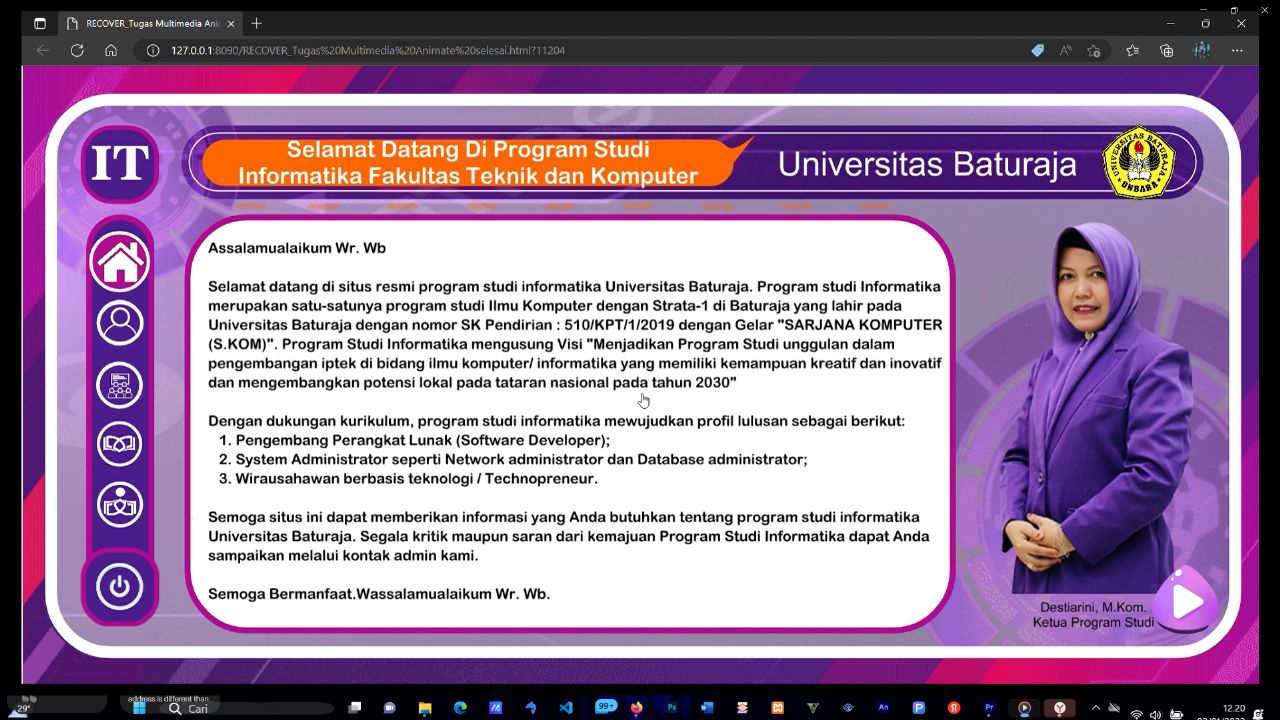 RECOVER_Tugas Multimedia Ani
127.0.0.1:8090/RECOVER_Tugas%20Multimedia%20Animate%20selesai.html?11204
IT
Selamat Datang Di Program Studi
Informatika Fakultas Teknik dan Komputer
Universitas Baturaja
UNIVERSITAS BATURAJA
UNBARA
Assalamualaikum Wr. Wb
Selamat datang di situs resmi program studi informatika Universitas Baturaja. Program studi Informatika
merupakan satu-satunya program studi Ilmu Komputer dengan Strata-1 di Baturaja yang lahir pada
Universitas Baturaja dengan nomor SK Pendirian : 510/KPT/1/2019 dengan Gelar "SARJANA KOMPUTER
(S.KOM)". Program Studi Informatika mengusung Visi "Menjadikan Program Studi unggulan dalam
pengembangan iptek di bidang ilmu komputer/ informatika yang memiliki kemampuan kreatif dan inovatif
dan mengembangkan potensi lokal pada tataran nasional pada tahun 2030"
Dengan dukungan kurikulum, program studi informatika mewujudkan profil lulusan sebagai berikut:
1. Pengembang Perangkat Lunak (Software Developer);
2. System Administrator seperti Network administrator dan Database administrator;
3. Wirausahawan berbasis teknologi / Technopreneur.
Semoga situs ini dapat memberikan informasi yang Anda butuhkan tentang program studi informatika
Universitas Baturaja. Segala kritik maupun saran dari kemajuan Program Studi Informatika dapat Anda
sampaikan melalui kontak admin kami.
Semoga Bermanfaat.Wassalamualaikum Wr. Wb.
Destiarini, M.Kom.
Ketua Program Studi
address is different than..
29°
Cari
99+
Ps
An
P
Pr
12.20